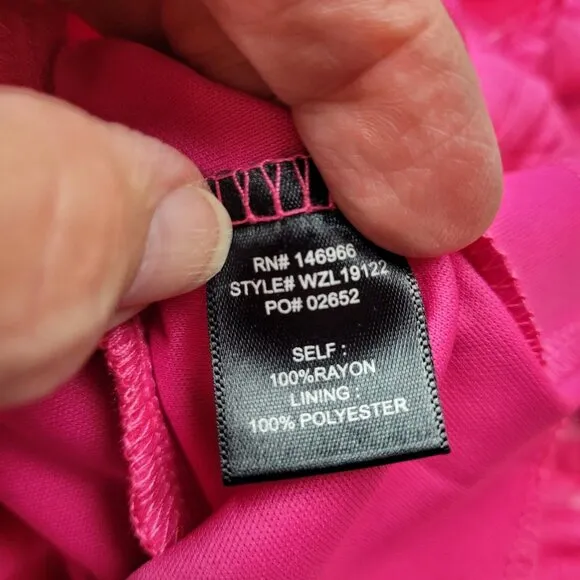 RN# 146966
STYLE# WZL19122
PO# 02652
SELF :
100%RAYON
LINING :
100% POLYESTER